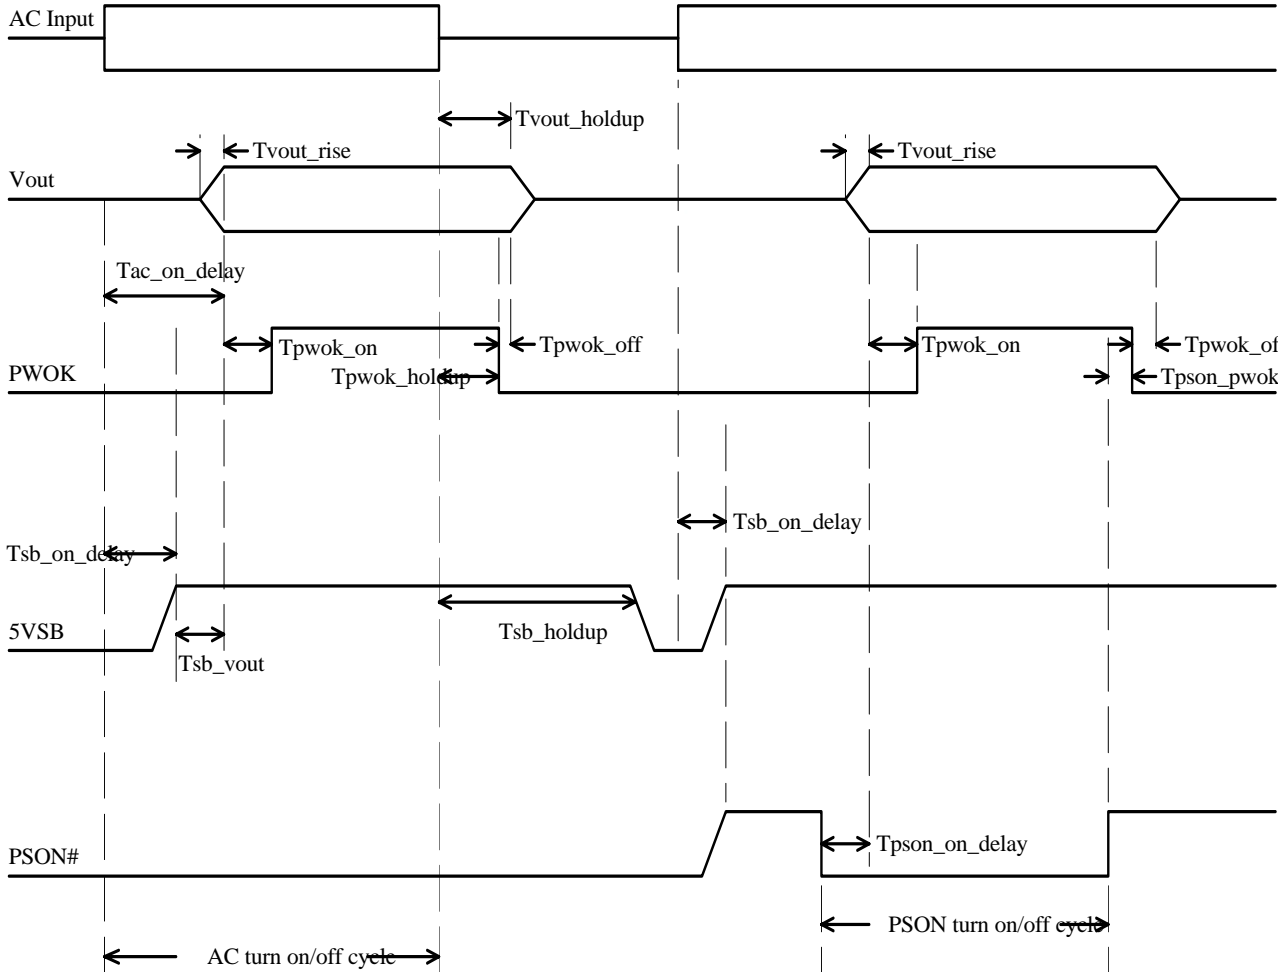 AC Input
Tvout_holdup
Tvout_rise
Tvout_rise
Vout
Tac_on_delay
Tpwok_on
Tpwok_off
Tpwok_on
Tpwok_of
PWOK
Tpwok_holdup
Tpson_pwok
Tsb_on_delay
Tsb_on_delay
5VSB
Tsb_holdup
Tsb_vout
PSON#
Tpson_on_delay
PSON turn on/off cycle
AC turn on/off cycle